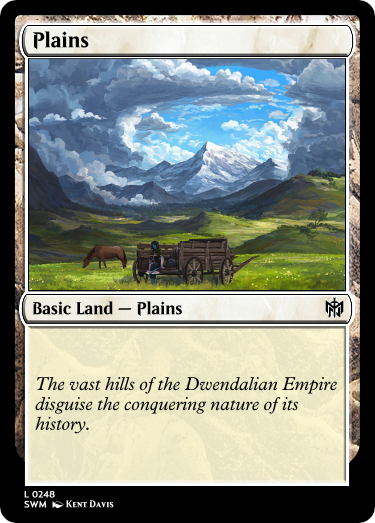 Plains
Basic Land — Plains
The vast hills of the Dwendalian Empire
disguise the conquering nature of its
history.
L 0248
SWM Kent Davis